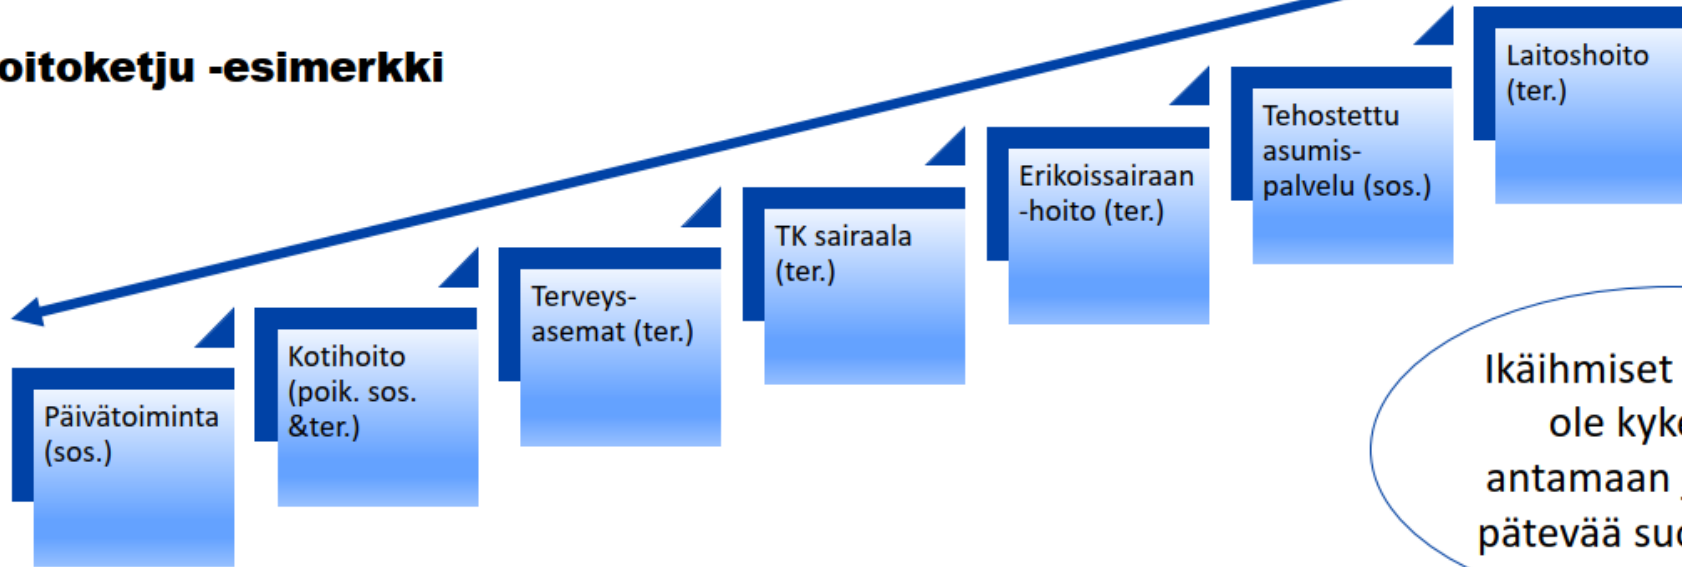 oitoketju -esimerkki
Päivätoiminta
(sos.)
Kotihoito
(poik. sos.
&ter.)
Terveys-
asemat (ter.)
TK sairaala
(ter.)
Erikoissairaan
-hoito (ter.)
Tehostettu
asumis-
palvelu (sos.)
Laitoshoito
(ter.)
Ikäihmiset
ole
antamaan
pätevää